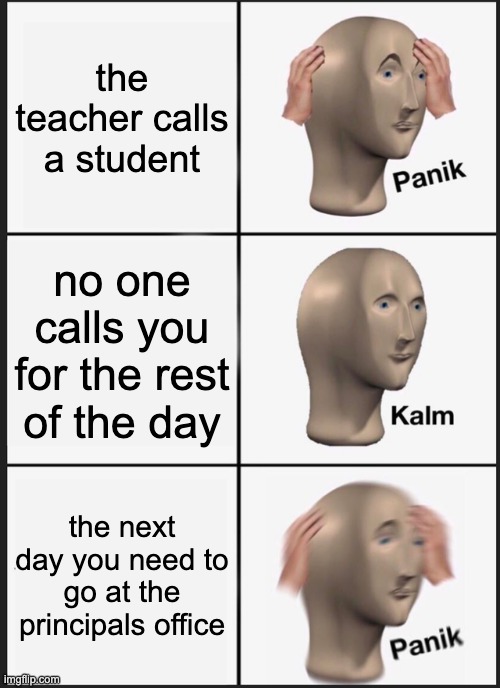 the
teacher calls
a student
Panik
no one
calls you
for the rest
of the day
Kalm
the next
day you need to
go at the
principals office
Panik
imgflip.com